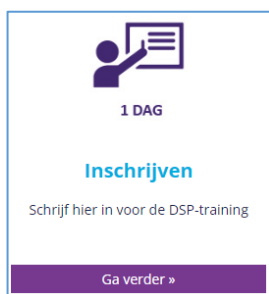 1 DAG
Inschrijven
Schrijf hier in voor de DSP-training
Ga verder »